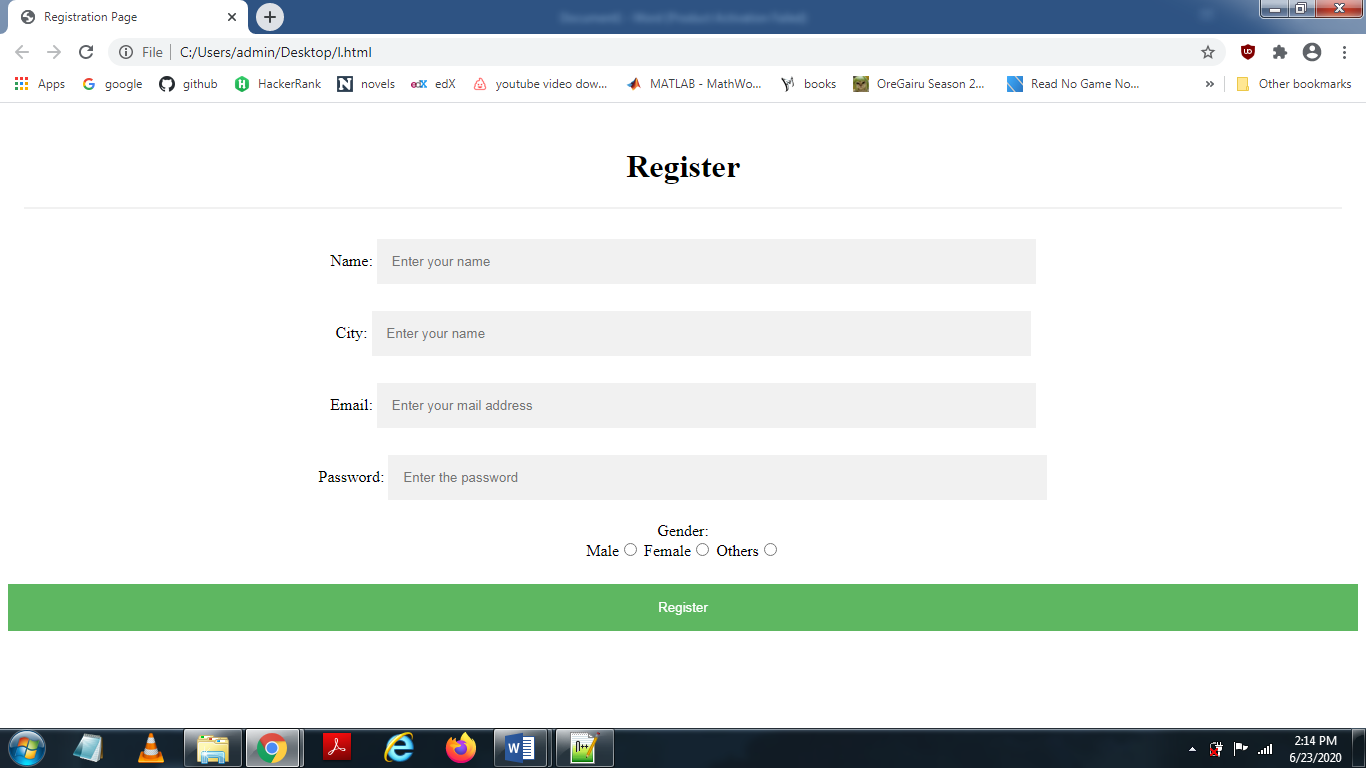 Registration Page
File C:/Users/admin/Desktop/l.html
Apps google github HackerRank novels edX edX youtube video dow... MATLAB - MathWo... books OreGairu Season 2... Read No Game No... » Other bookmarks
Register
Name: Enter your name
City: Enter your name
Email: Enter your mail address
Password: Enter the password
Gender:
Male Female Others
Register
2:14 PM
6/23/2020